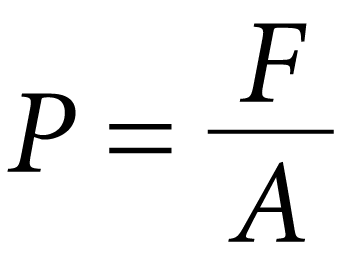 P = F/A